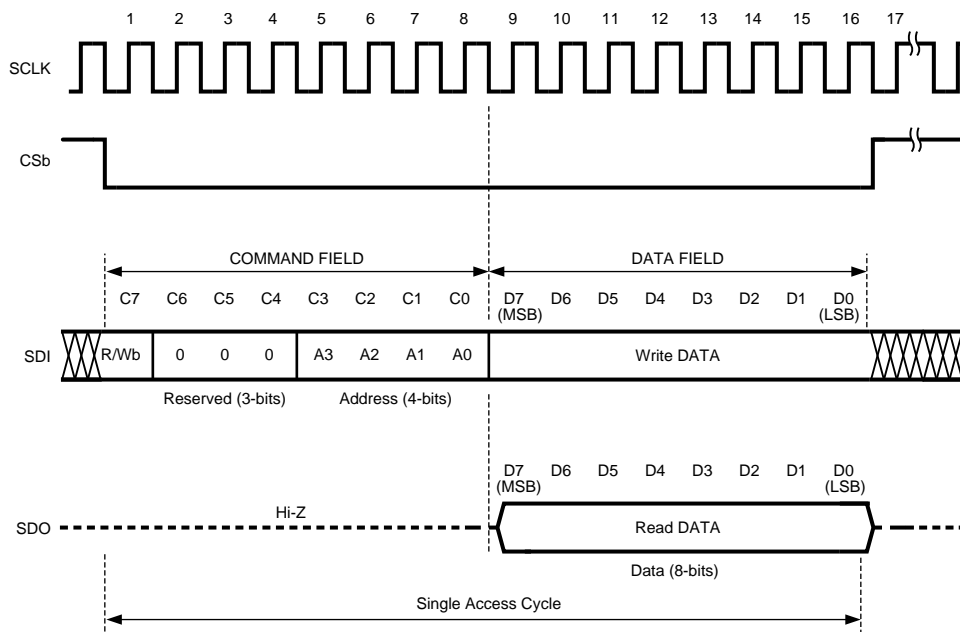 1 2 3 4 5 6 7 8 9 10 11 12 13 14 15 16 17
SCLK
CSb
COMMAND FIELD DATA FIELD
C7 C6 C5 C4 C3 C2 C1 C0 D7 D6 D5 D4 D3 D2 D1 D0
(MSB) (LSB)
SDI R/Wb 0 0 0 A3 A2 A1 A0 Write DATA
Reserved (3-bits) Address (4-bits)
D7 D6 D5 D4 D3 D2 D1 D0
(MSB) (LSB)
Hi-Z
SDO Read DATA
Data (8-bits)
Single Access Cycle